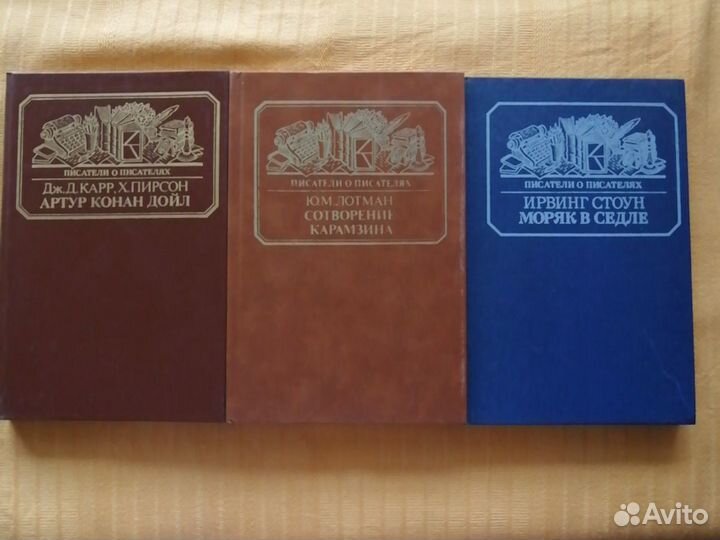 ПИСАТЕЛИ О ПИСАТЕЛЯХ
Дж. Д. КАРР, Х. ПИРСОН
АРТУР КОНАН ДОЙЛ
ПИСАТЕЛИ О ПИСАТЕЛЯХ
Ю.М. ЛОТМАН
СОТВОРЕНИЕ
КАРАМЗИНА
ПИСАТЕЛИ О ПИСАТЕЛЯХ
ИРВИНГ СТОУН
МОРЯК В СЕДЛЕ
Avito